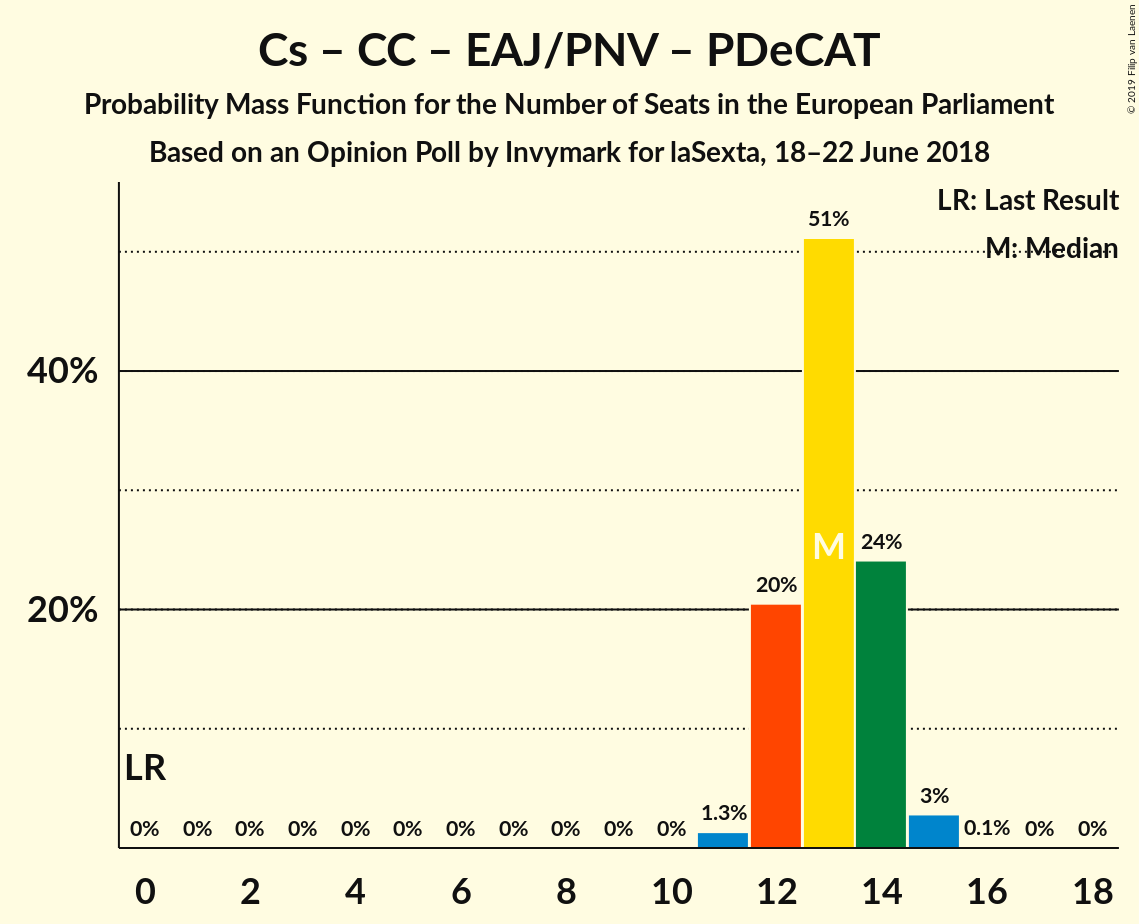 Cs – CC – EAJ/PNV – PDeCAT
Probability Mass Function for the Number of Seats in the European Parliament
Based on an Opinion Poll by Invymark for laSexta, 18–22 June 2018
© 2019 Filip van Laenen
LR: Last Result
M: Median
51%
40%
M
24%
20%
20%
LR
0% 0% 0% 0% 0% 0% 0% 0% 0% 0% 0% 1.3% 3% 0.1% 0% 0%
0 2 4 6 8 10 12 14 16 18